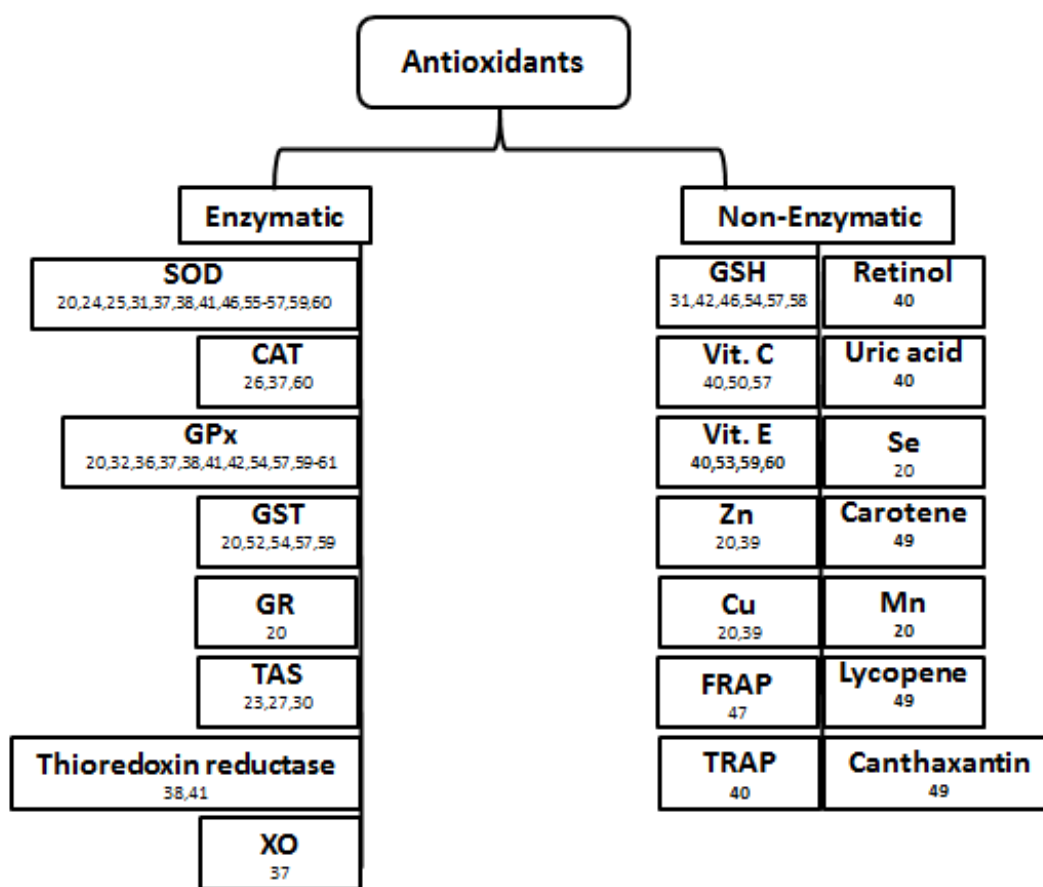 Antioxidants
Enzymatic
SOD
20,24,25,31,37,38,41,46,55-57,59,60
CAT
26,37,60
GPx
20,32,36,37,38,41,42,54,57,59-61
GST
20,52,54,57,59
GR
20
TAS
23,27,30
Thioredoxin reductase
38,41
XO
37
Non-Enzymatic
GSH
31,42,46,54,57,58
Vit. C
40,50,57
Vit. E
40,53,59,60
Zn
20,39
Cu
20,39
FRAP
47
TRAP
40
Retinol
40
Uric acid
40
Se
20
Carotene
49
Mn
20
Lycopene
49
Canthaxantin
49